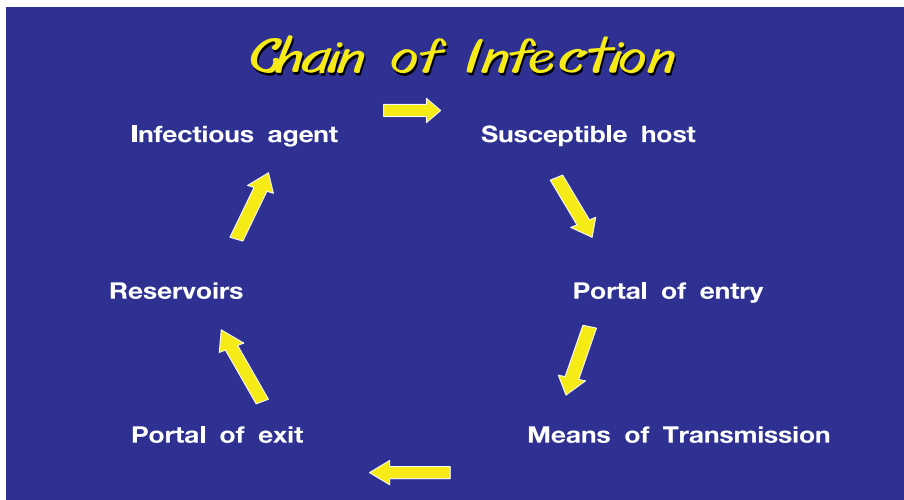 Chain of Infection
Infectious agent
Susceptible host
Reservoirs
Portal of entry
Portal of exit
Means of Transmission